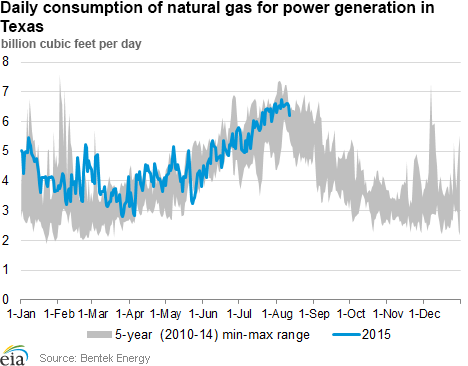 Daily consumption of natural gas for power generation in
Texas
billion cubic feet per day
8
7
6
5
4
3
2
1
0
1-Jan 1-Feb 1-Mar 1-Apr 1-May 1-Jun 1-Jul 1-Aug 1-Sep 1-Oct 1-Nov 1-Dec
5-year (2010-14) min-max range 2015
eia Source: Bentek Energy